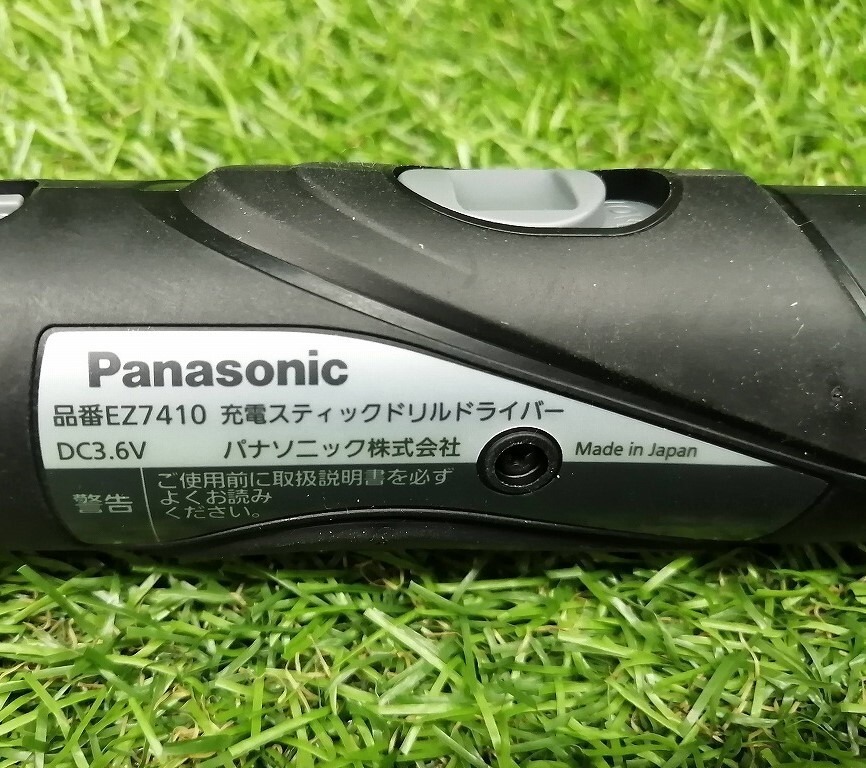 Panasonic
品番EZ7410 充電スティックドリルドライバー
DC3.6V パナソニック株式会社 Made in Japan
警告 ご使用前に取扱説明書を必ず
よくお読み
ください。